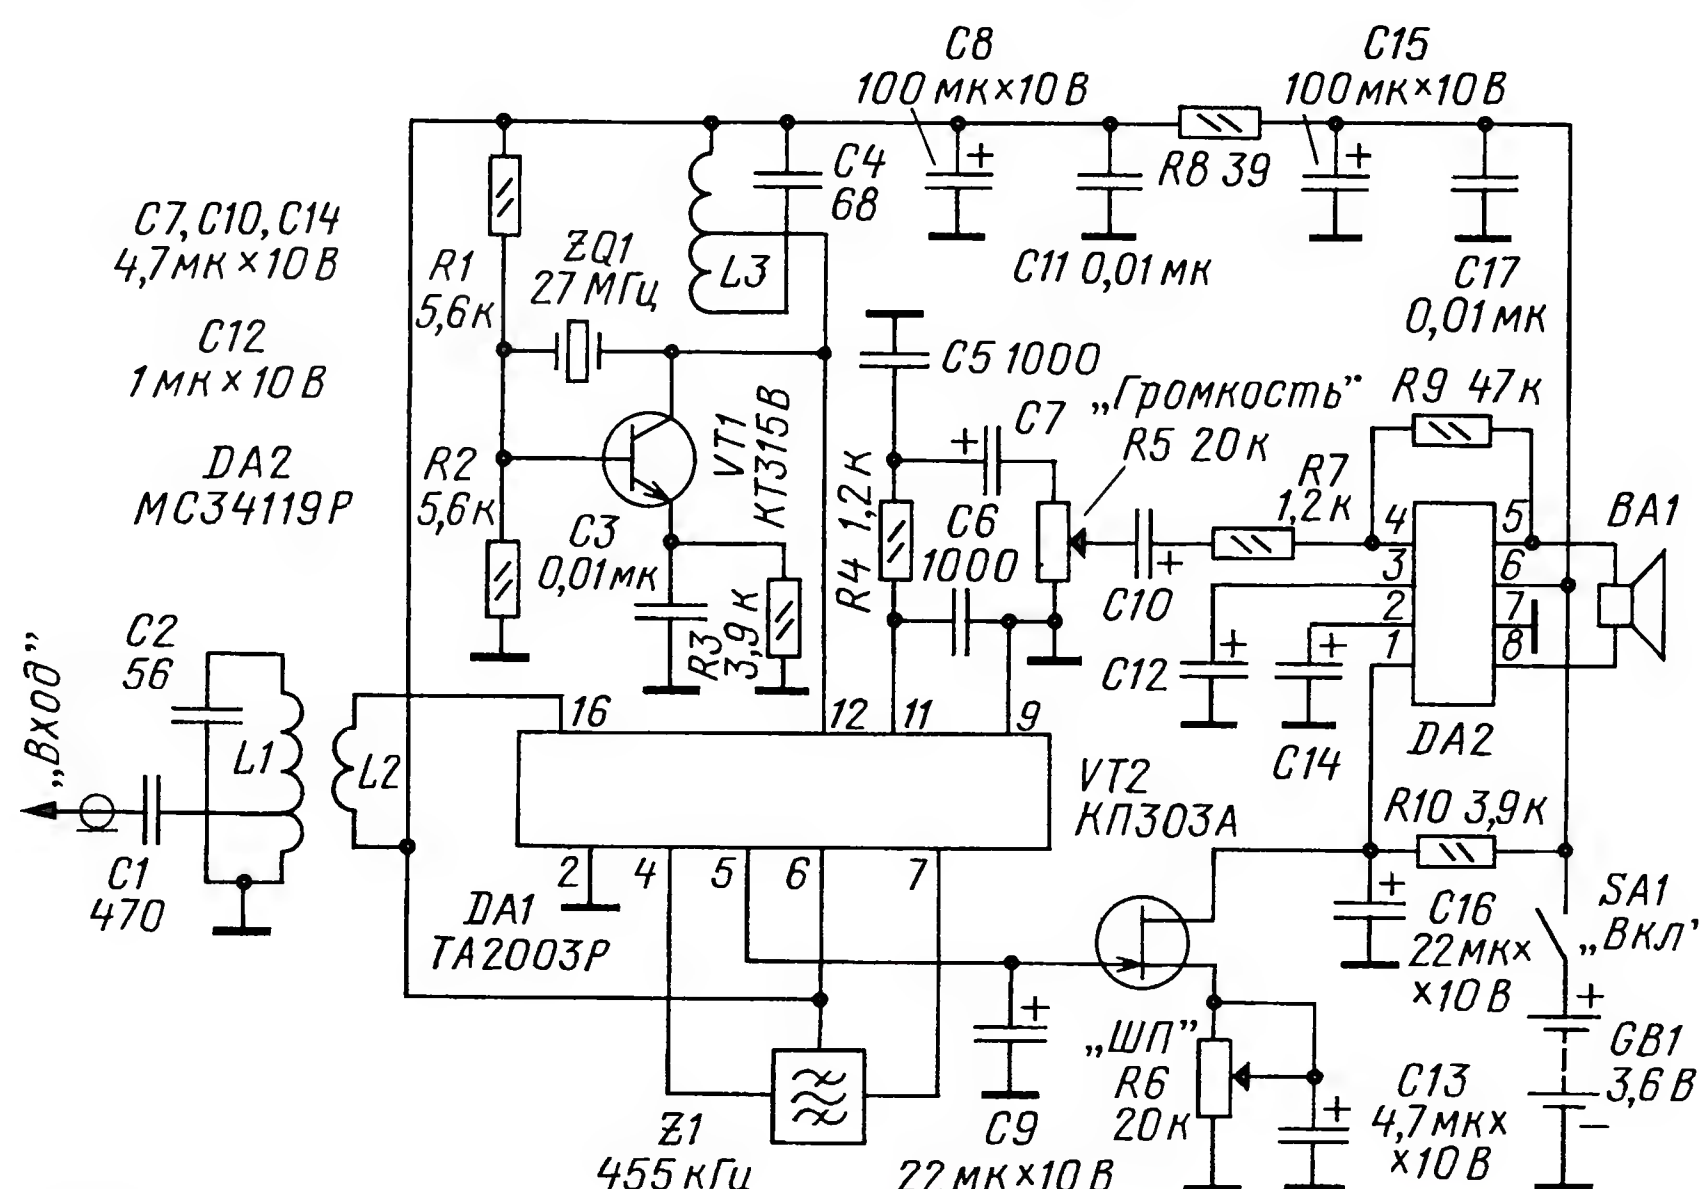 C8
100 мк×10 В
C15
100 мк×10 В
+
+
C4
68
R8 39
C7, C10, C14
4,7 мк × 10 В
R1
5,6 к
ZQ1
27 МГц
L3
C11 0,01 мк
C17
0,01 мк
C12
1 мк × 10 В
C5 1000
„Громкость”
R9 47 к
C7
+
R5 20 к
DA2
MC34119P
R2
5,6 к
VT1
КТ315В
R4 1,2 к
R7
1,2 к
C6
1000
C3
0,01 мк
R3
3,9 к
C10
+
4
3
2
1
5
6
7
8
BA1
„Вход”
C2
56
C12
+
+
C14
DA2
16
12
11
9
L1
L2
VT2
КП303А
R10 3,9 к
C1
470
2
4
5
6
7
DA1
TA2003P
+
C16
22 мк×
×10 В
SA1
„Вкл’
+
+
GB1
3,6 В
–
„ШП”
R6
20 к
+
C13
4,7 мк×
×10 В
Z1
455 кГц
C9
22 мк×10 В